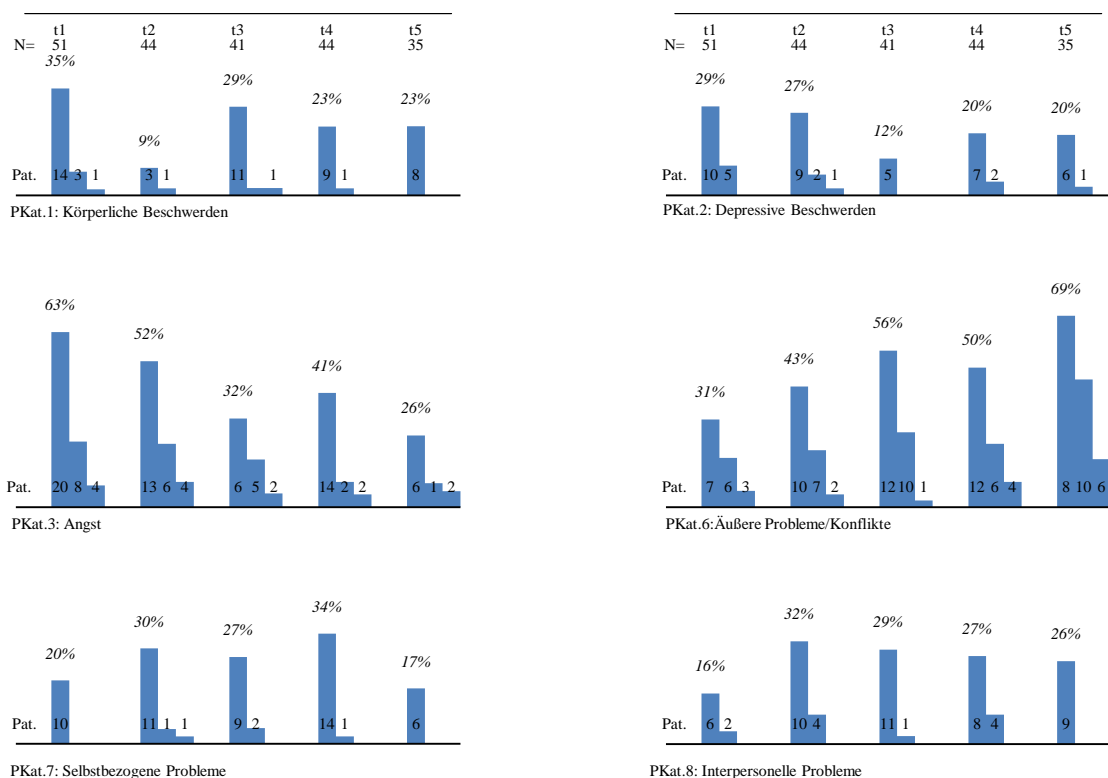 t1 t2 t3 t4 t5
N= 51 44 41 44 35
35% 9% 29% 23% 23%
Pat. 14 3 1 3 1 11 1 9 1 8
PKat.1: Körperliche Beschwerden
t1 t2 t3 t4 t5
N= 51 44 41 44 35
29% 27% 12% 20% 20%
Pat. 10 5 9 2 1 5 7 2 6 1
PKat.2: Depressive Beschwerden
63% 52% 32% 41% 26%
Pat. 20 8 4 13 6 4 6 5 2 14 2 2 6 1 2
PKat.3: Angst
31% 43% 56% 50% 69%
Pat. 7 6 3 10 7 2 12 10 1 12 6 4 8 10 6
PKat.6:Äußere Probleme/Konflikte
20% 30% 27% 34% 17%
Pat. 10 11 1 1 9 2 14 1 6
PKat.7: Selbstbezogene Probleme
16% 32% 29% 27% 26%
Pat. 6 2 10 4 11 1 8 4 9
PKat.8: Interpersonelle Probleme